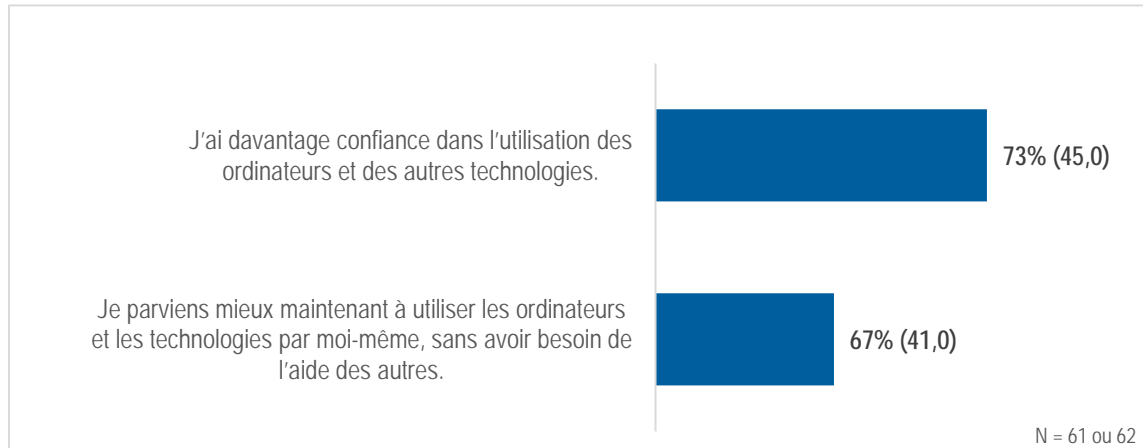 J'ai davantage confiance dans l'utilisation des
ordinateurs et des autres technologies.
73% (45,0)
Je parviens mieux maintenant à utiliser les ordinateurs
et les technologies par moi-même, sans avoir besoin de
l'aide des autres.
67% (41,0)
N = 61 ou 62